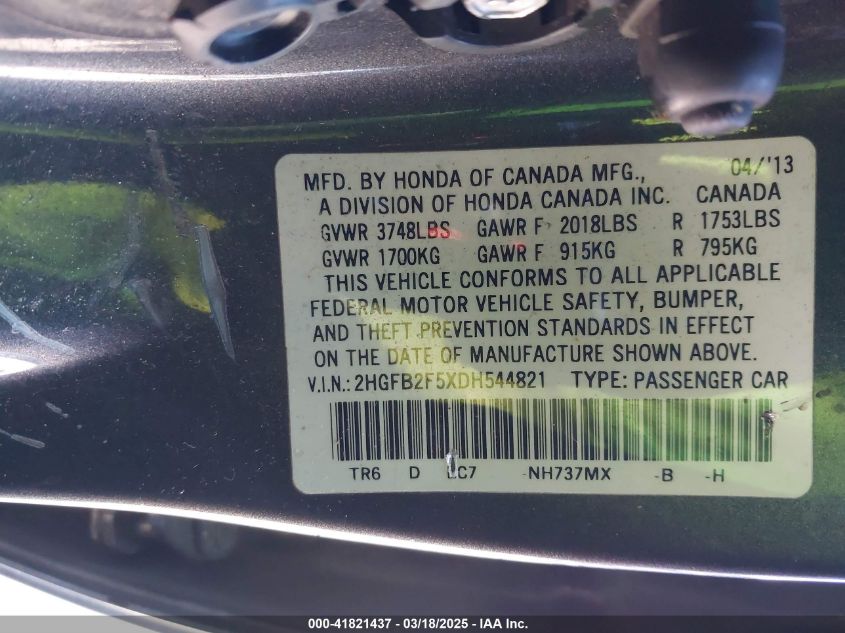 04/'13
MFD. BY HONDA OF CANADA MFG.,
A DIVISION OF HONDA CANADA INC. CANADA
GVWR 3748LBS GAWR F 2018LBS R 1753LBS
GVWR 1700KG GAWR F 915KG R 795KG
THIS VEHICLE CONFORMS TO ALL APPLICABLE
FEDERAL MOTOR VEHICLE SAFETY, BUMPER,
AND THEFT PREVENTION STANDARDS IN EFFECT
ON THE DATE OF MANUFACTURE SHOWN ABOVE.
V.I.N.: 2HGFB2F5XDH544821 TYPE: PASSENGER CAR
TR6 D C7 -NH737MX -B -H
000-41821437 - 03/18/2025 - IAA Inc.